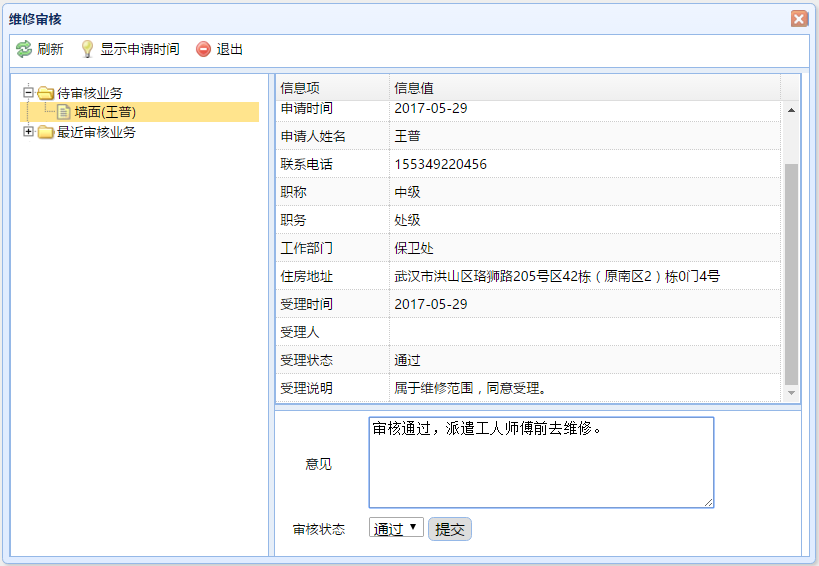 维修审核
刷新 显示申请时间 退出
待审核业务
墙面(王普)
最近审核业务
信息项 信息值
申请时间 2017-05-29
申请人姓名 王普
联系电话 155349220456
职称 中级
职务 处级
工作部门 保卫处
住房地址 武汉市洪山区珞狮路205号区42栋（原南区2）栋0门4号
受理时间 2017-05-29
受理人
受理状态 通过
受理说明 属于维修范围，同意受理。
意见 审核通过，派遣工人师傅前去维修。
审核状态 通过 提交